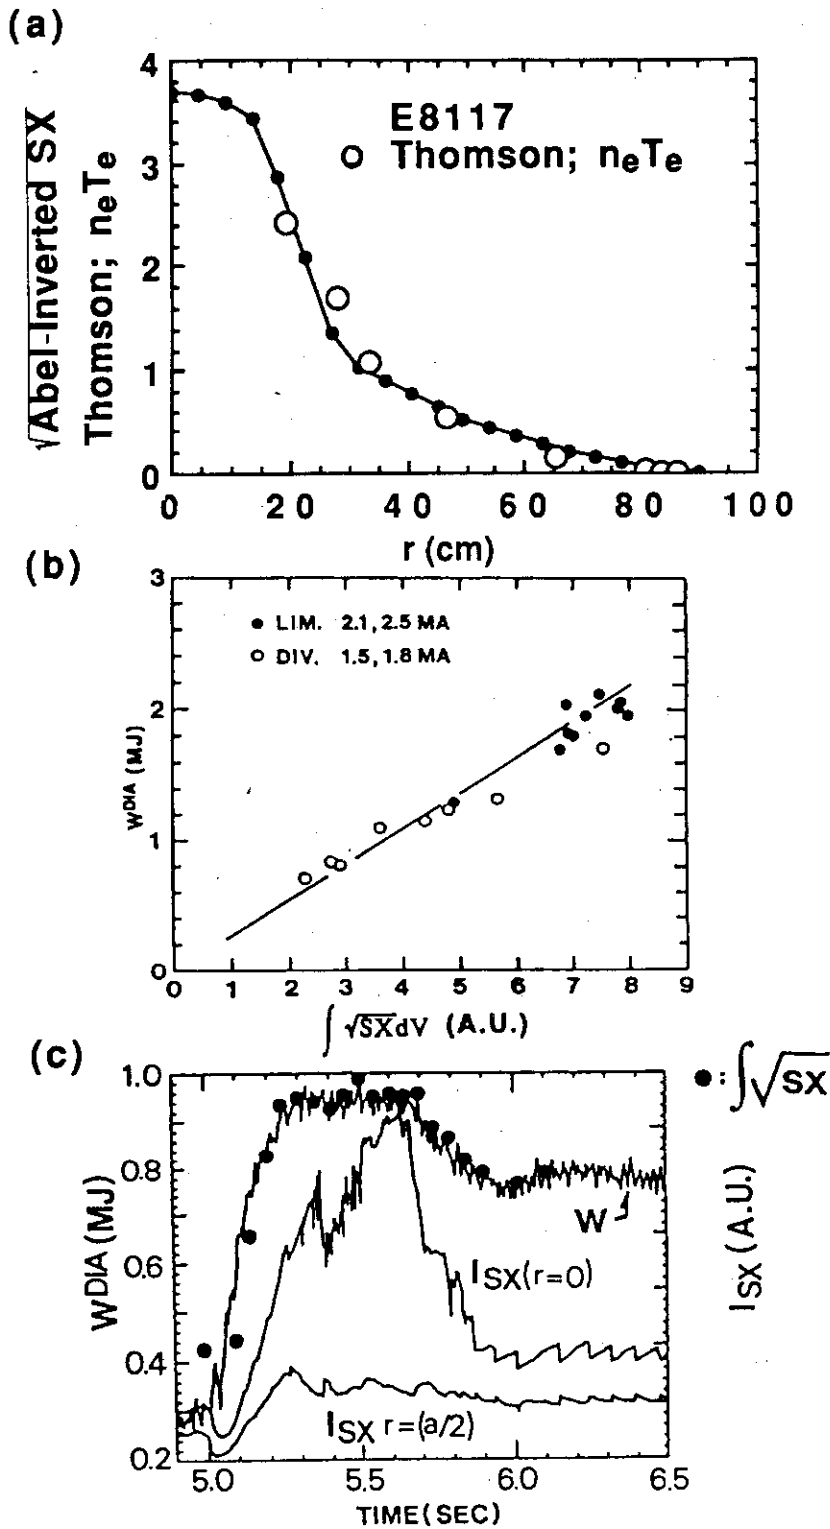 (a)
√Abel-Inverted SX
Thomson; neTe
4
3
2
1
0
E8117
○ Thomson; neTe
0 20 40 60 80 100
r (cm)
(b)
WDIA (MJ)
3
2
1
0
● LIM. 2.1, 2.5 MA
○ DIV. 1.5, 1.8 MA
0 1 2 3 4 5 6 7 8 9
∫ √SXdV (A.U.)
(c)
WDIA (MJ)
1.0
0.8
0.6
0.4
0.2
● : ∫√SX
ISX (A.U.)
W
ISX(r=0)
ISX r=(a/2)
5.0 5.5 6.0 6.5
TIME (SEC)